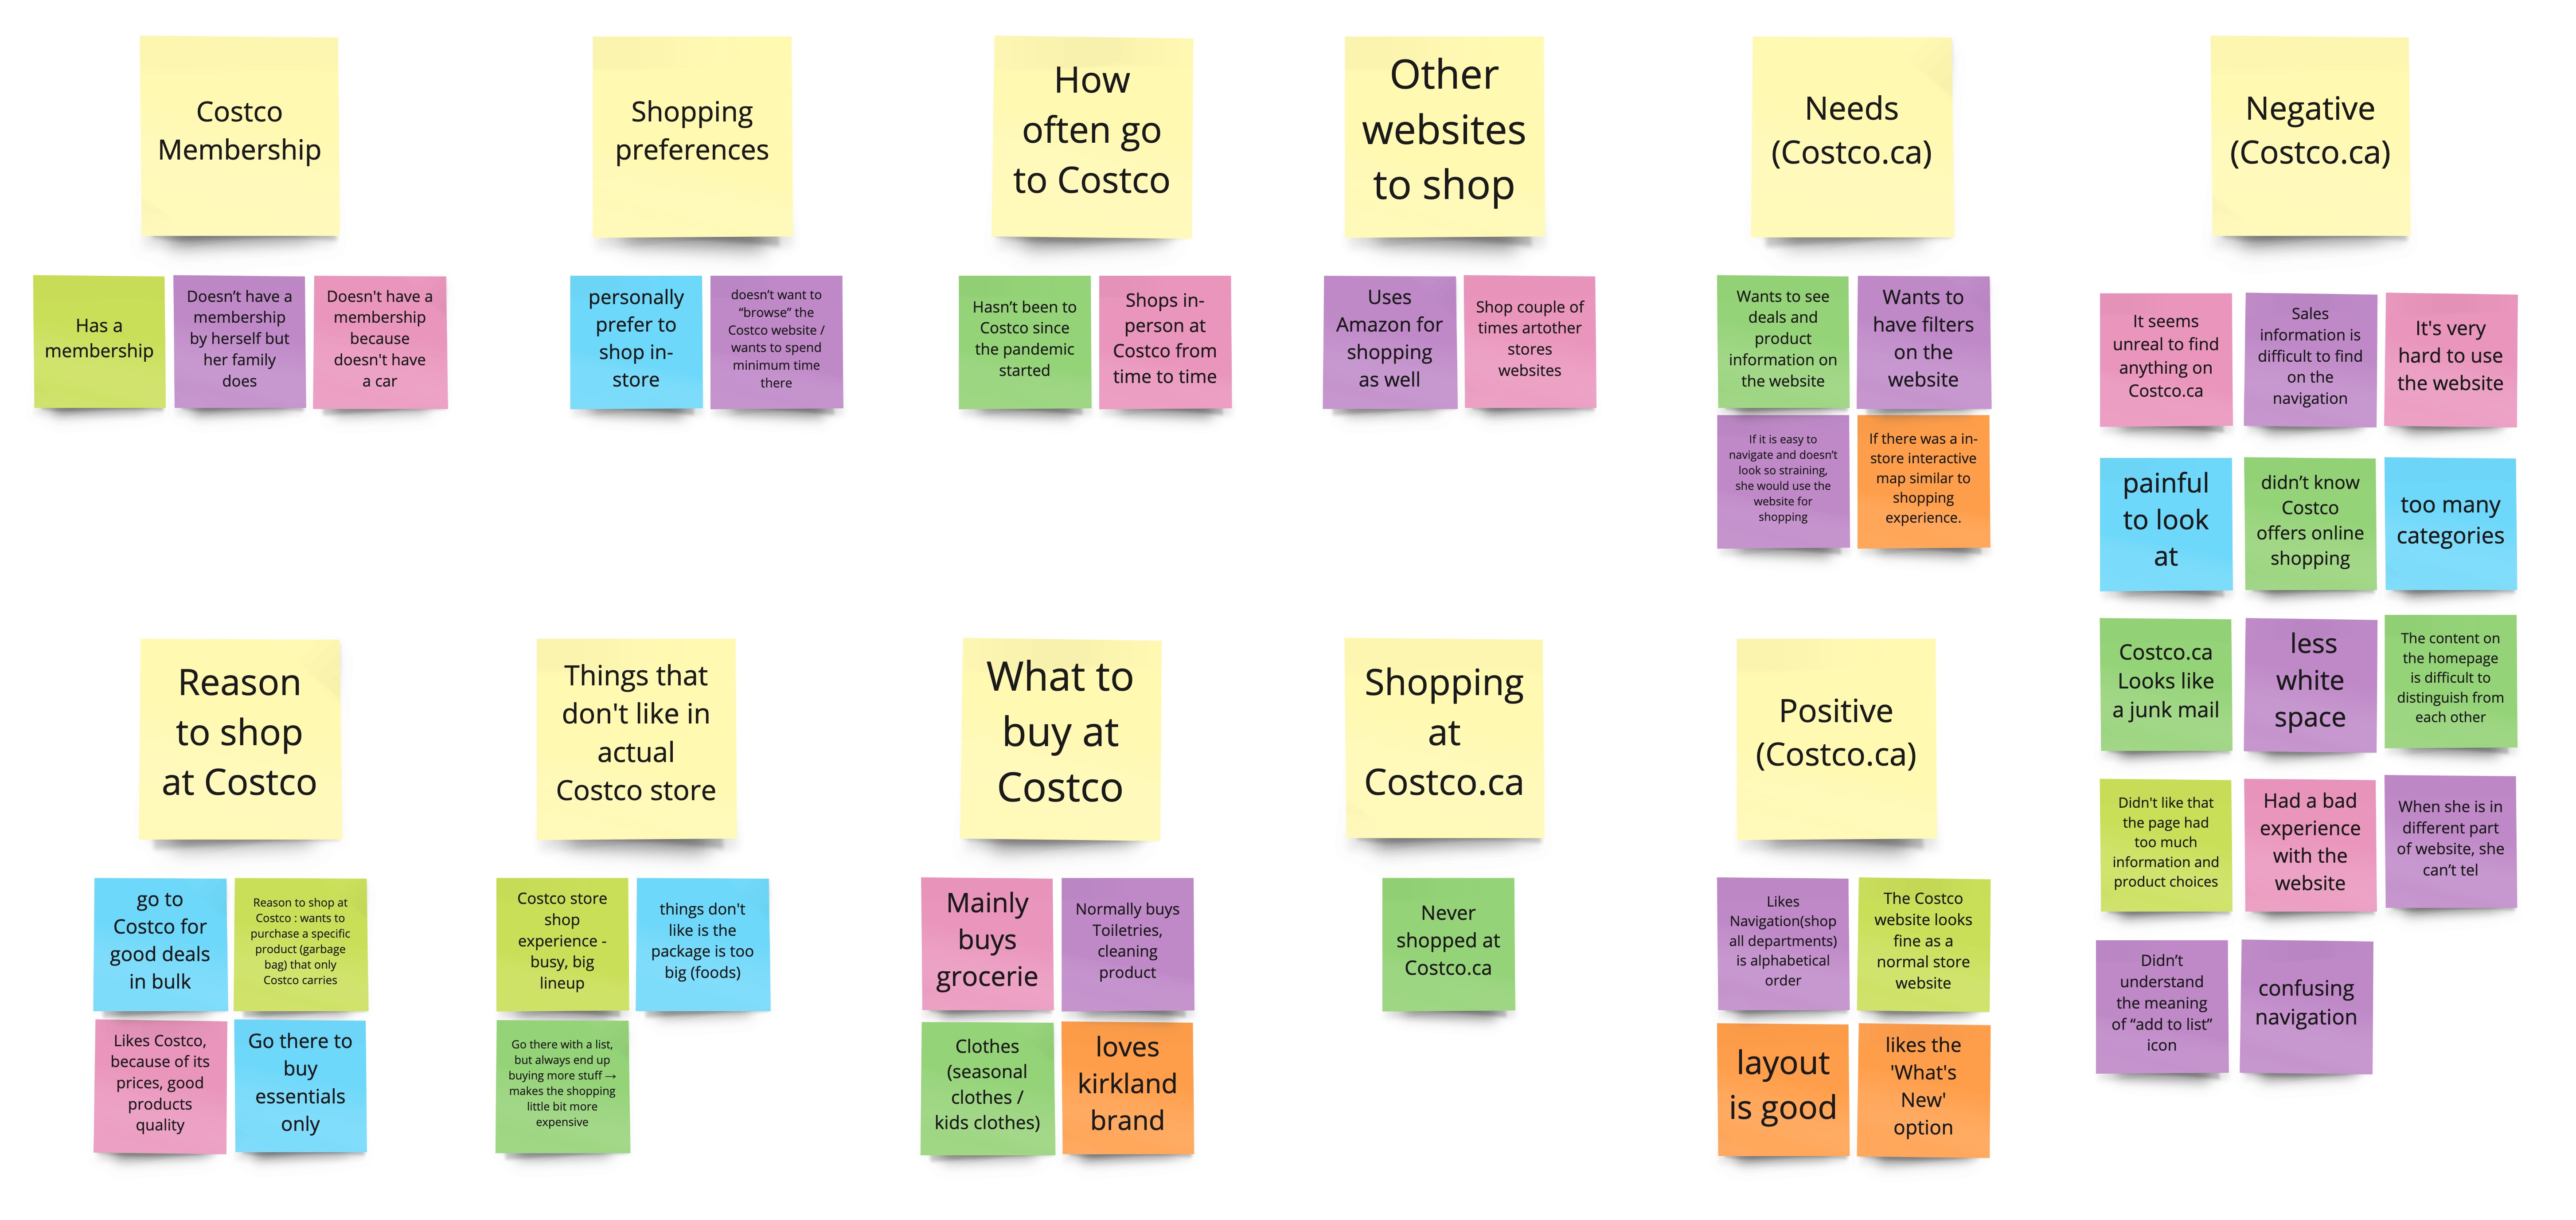 Costco
Membership
Has a
membership
Doesn't have a
membership
by herself but
her family
does
Doesn't have a
membership
because
doesn't have
a car
Shopping
preferences
personally
prefer to
shop in-
store
doesn't want to
"browse" the
Costco website /
wants to spend
minimum time
there
How
often go
to Costco
Hasn't been to
Costco since
the pandemic
started
Shops in-
person at
Costco from
time to time
Other
websites
to shop
Uses
Amazon for
shopping
as well
Shop couple of
times artother
stores
websites
Needs
(Costco.ca)
Wants to see
deals and
product
information on
the website
Wants to
have filters
on the
website
If it is easy to
navigate and doesn't
look so straining,
she would use the
website for
shopping
If there was a in-
store interactive
map similar to
shopping
experience.
Negative
(Costco.ca)
It seems
unreal to find
anything on
Costco.ca
Sales
information is
difficult to find
on the
navigation
It's very
hard to use
the website
painful
to look
at
didn't know
Costco
offers online
shopping
too many
categories
Costco.ca
Looks like
a junk mail
less
white
space
The content on
the homepage
is difficult to
distinguish from
each other
Didn't like that
the page had
too much
information and
product choices
Had a bad
experience
with the
website
When she is in
different part
of website, she
can't tel
Didn't
understand
the meaning
of "add to list"
icon
confusing
navigation
Reason
to shop
at Costco
go to
Costco for
good deals
in bulk
Reason to shop at
Costco : wants to
purchase a specific
product (garbage
bag) that only
Costco carries
Likes Costco,
because of its
prices, good
products
quality
Go there to
buy
essentials
only
Things that
don't like in
actual
Costco store
Costco store
shop
experience -
busy, big
lineup
things don't
like is the
package is too
big (foods)
Go there with a list,
but always end up
buying more stuff →
makes the shopping
little bit more
expensive
What to
buy at
Costco
Mainly
buys
grocerie
Normally buys
Toiletries,
cleaning
product
Clothes
(seasonal
clothes /
kids clothes)
loves
kirkland
brand
Shopping
at
Costco.ca
Never
shopped at
Costco.ca
Positive
(Costco.ca)
Likes
Navigation(shop
all departments)
is alphabetical
order
The Costco
website looks
fine as a
normal store
website
layout
is good
likes the
'What's
New'
option